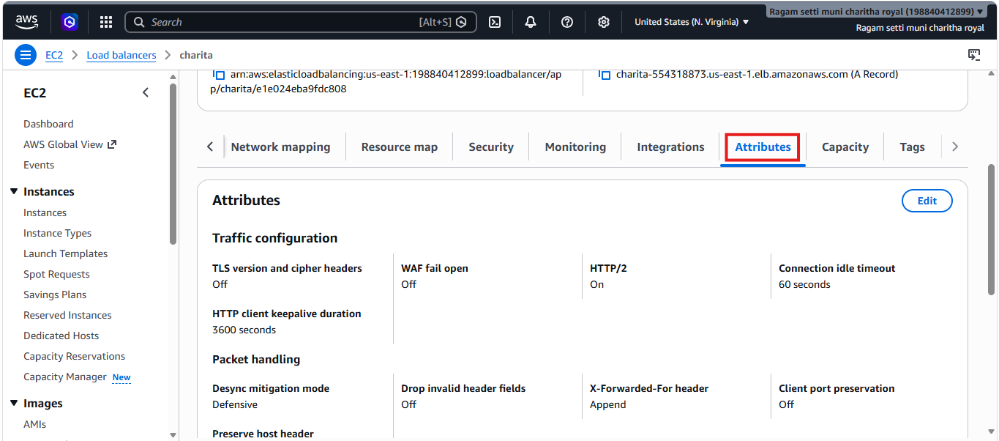 aws
Search
[Alt+S]
United States (N. Virginia) ▼
Ragam setti muni charitha royal (198840412899) ▼
Ragam setti muni charitha royal
EC2 > Load balancers > charita
EC2
Dashboard
AWS Global View
Events
Instances
Instances
Instance Types
Launch Templates
Spot Requests
Savings Plans
Reserved Instances
Dedicated Hosts
Capacity Reservations
Capacity Manager New
Images
AMIs
arn:aws:elasticloadbalancing:us-east-1:198840412899:loadbalancer/ap
p/charita/e1e024eba9fdc808
charita-554318873.us-east-1.elb.amazonaws.com (A Record)
Network mapping
Resource map
Security
Monitoring
Integrations
Attributes
Capacity
Tags
Attributes
Edit
Traffic configuration
TLS version and cipher headers
Off
WAF fail open
Off
HTTP/2
On
Connection idle timeout
60 seconds
HTTP client keepalive duration
3600 seconds
Packet handling
Desync mitigation mode
Defensive
Drop invalid header fields
Off
X-Forwarded-For header
Append
Client port preservation
Off
Preserve host header